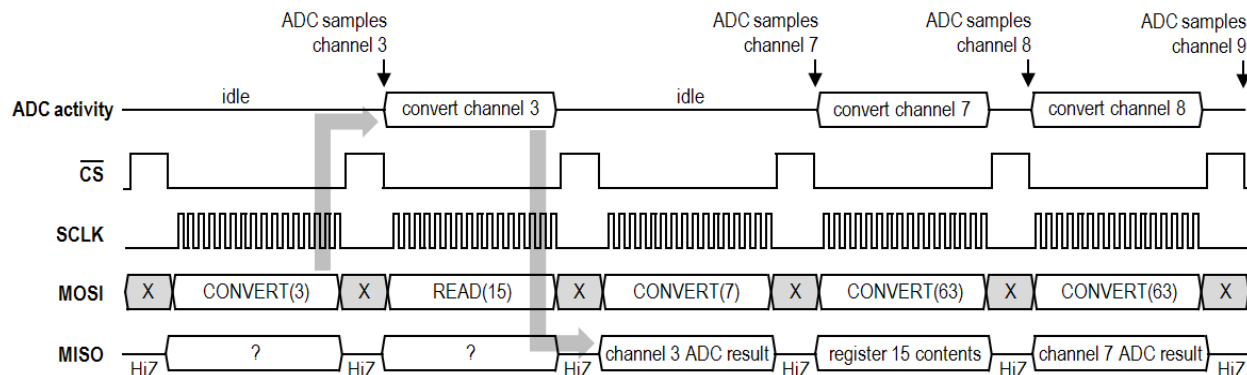 ADC samples
channel 3
ADC samples
channel 7
ADC samples
channel 8
ADC samples
channel 9
ADC activity
idle
convert channel 3
idle
convert channel 7
convert channel 8
CS
SCLK
MOSI
X
CONVERT(3)
X
READ(15)
X
CONVERT(7)
X
CONVERT(63)
X
CONVERT(63)
X
MISO
HiZ
?
HiZ
?
HiZ
channel 3 ADC result
HiZ
register 15 contents
HiZ
channel 7 ADC result
HiZ